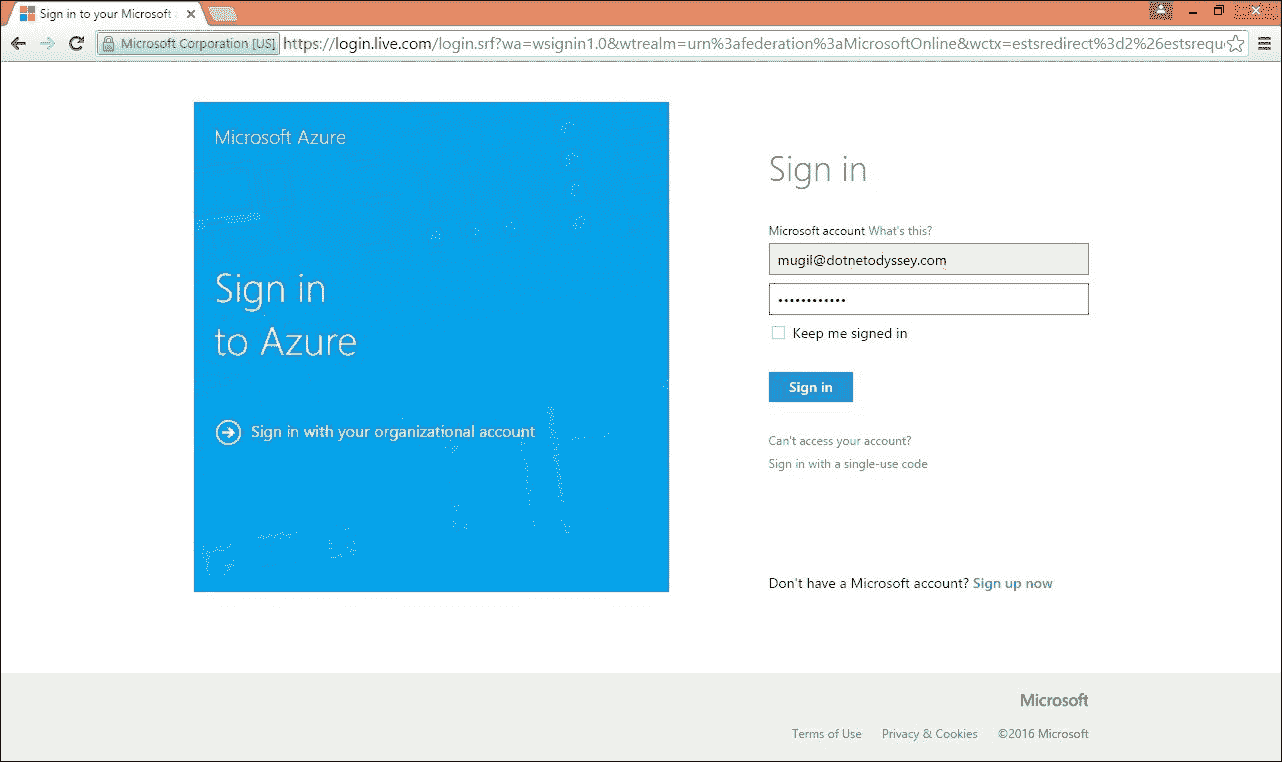 Sign in to your Microsoft a
Microsoft Corporation [US] https://login.live.com/login.srf?wa=wsignin1.0&wtrealm=urn%3afederation%3aMicrosoftOnline&wctx=estsredirect%3d2%26estsrequ
Microsoft Azure
Sign in
to Azure
Sign in with your organizational account
Sign in
Microsoft account What's this?
mugil@dotnetodyssey.com
••••••••••••
Keep me signed in
Sign in
Can't access your account?
Sign in with a single-use code
Don't have a Microsoft account? Sign up now
Microsoft
Terms of Use Privacy & Cookies ©2016 Microsoft